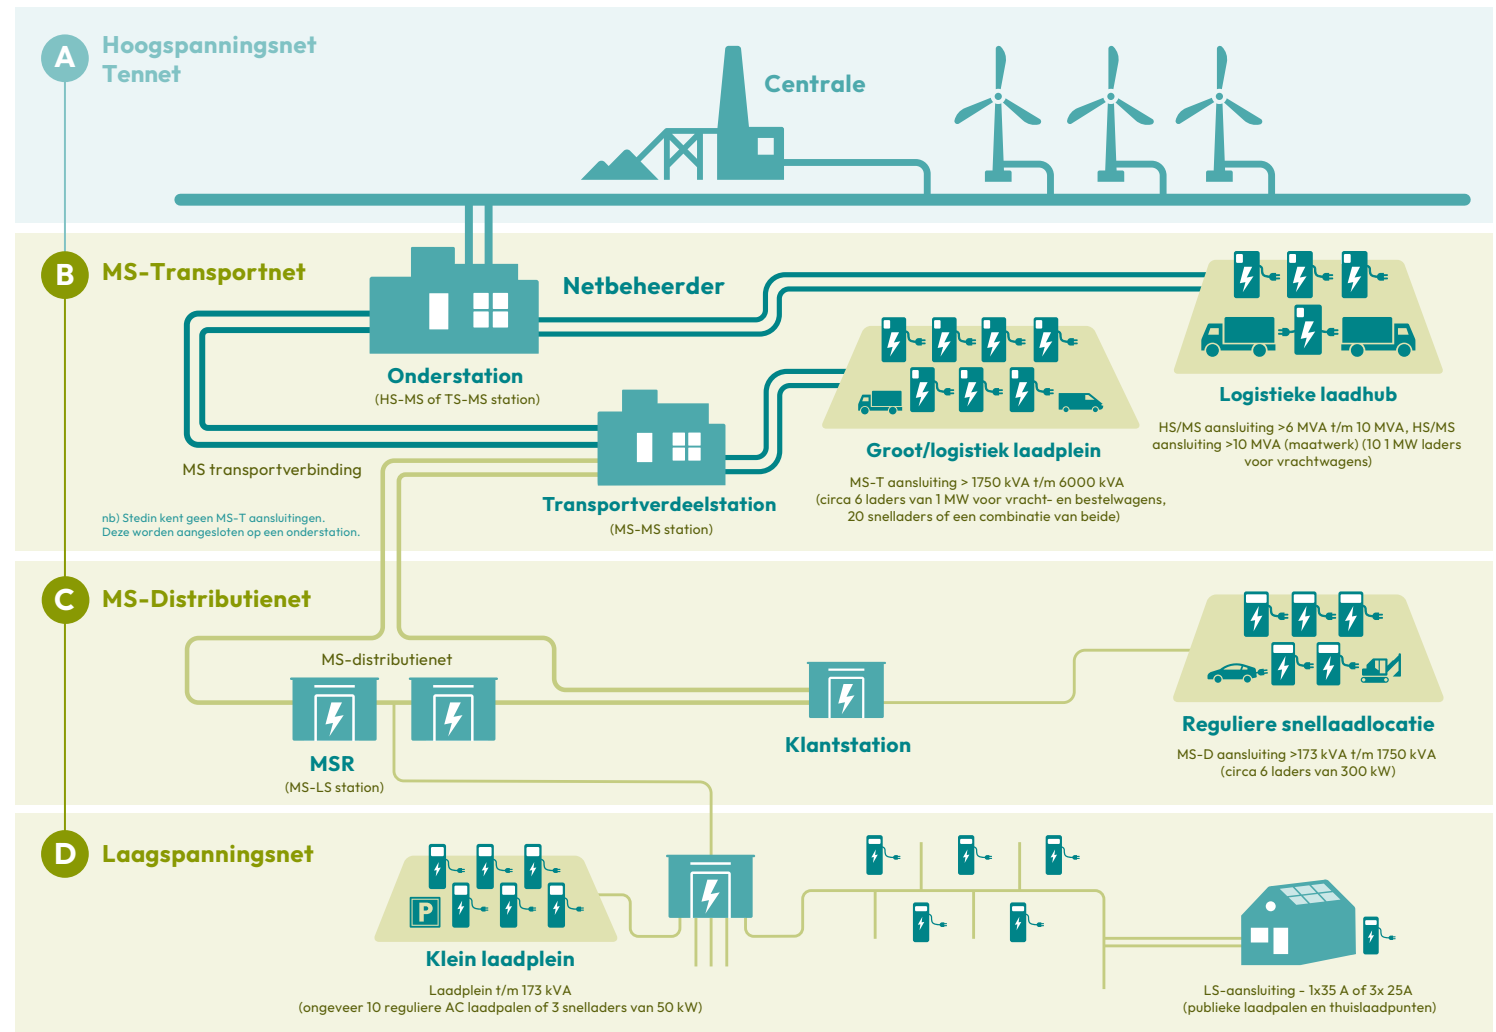 A
Hoogspanningsnet
Tennet
Centrale
B
MS-Transportnet
Netbeheerder
Onderstation
(HS-MS of TS-MS station)
Logistieke laadhub
HS/MS aansluiting >6 MVA t/m 10 MVA, HS/MS
aansluiting >10 MVA (maatwerk) (10 1 MW laders
voor vrachtwagens)
Groot/logistiek laadplein
MS-T aansluiting > 1750 kVA t/m 6000 kVA
(circa 6 laders van 1 MW voor vracht- en bestelwagens,
20 snelladers of een combinatie van beide)
MS transportverbinding
Transportverdeelstation
(MS-MS station)
nb) Stedin kent geen MS-T aansluitingen.
Deze worden aangesloten op een onderstation.
C
MS-Distributienet
MS-distributienet
MSR
(MS-LS station)
Klantstation
Reguliere snellaadlocatie
MS-D aansluiting >173 kVA t/m 1750 kVA
(circa 6 laders van 300 kW)
D
Laagspanningsnet
P
Klein laadplein
Laadplein t/m 173 kVA
(ongeveer 10 reguliere AC laadpalen of 3 snelladers van 50 kW)
LS-aansluiting - 1x35 A of 3x 25A
(publieke laadpalen en thuislaadpunten)